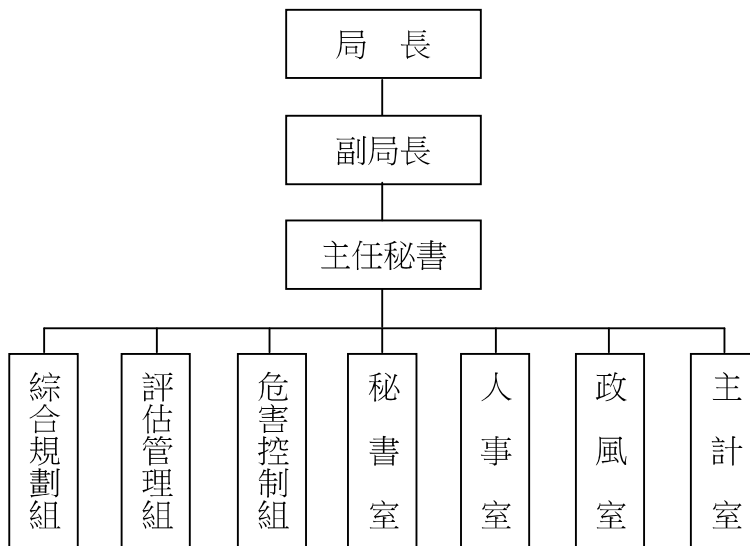 局　長
副局長
主任秘書
綜合規劃組
評估管理組
危害控制組
秘書室
人事室
政風室
主計室